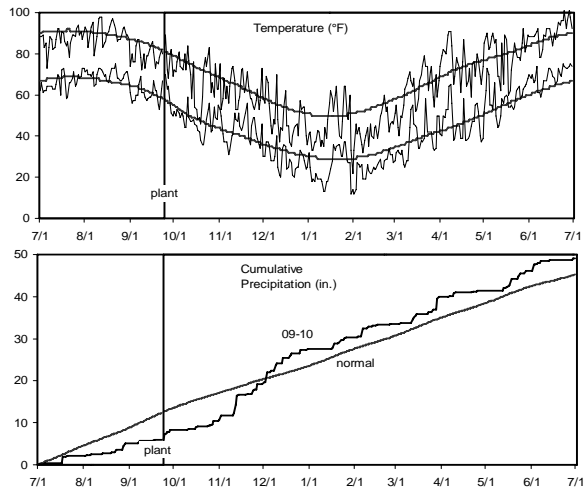 Temperature (°F)
100
80
60
40
20
0
plant
7/1 8/1 9/1 10/1 11/1 12/1 1/1 2/1 3/1 4/1 5/1 6/1 7/1
50
40
30
20
10
0
Cumulative
Precipitation (in.)
09-10
normal
plant
7/1 8/1 9/1 10/1 11/1 12/1 1/1 2/1 3/1 4/1 5/1 6/1 7/1